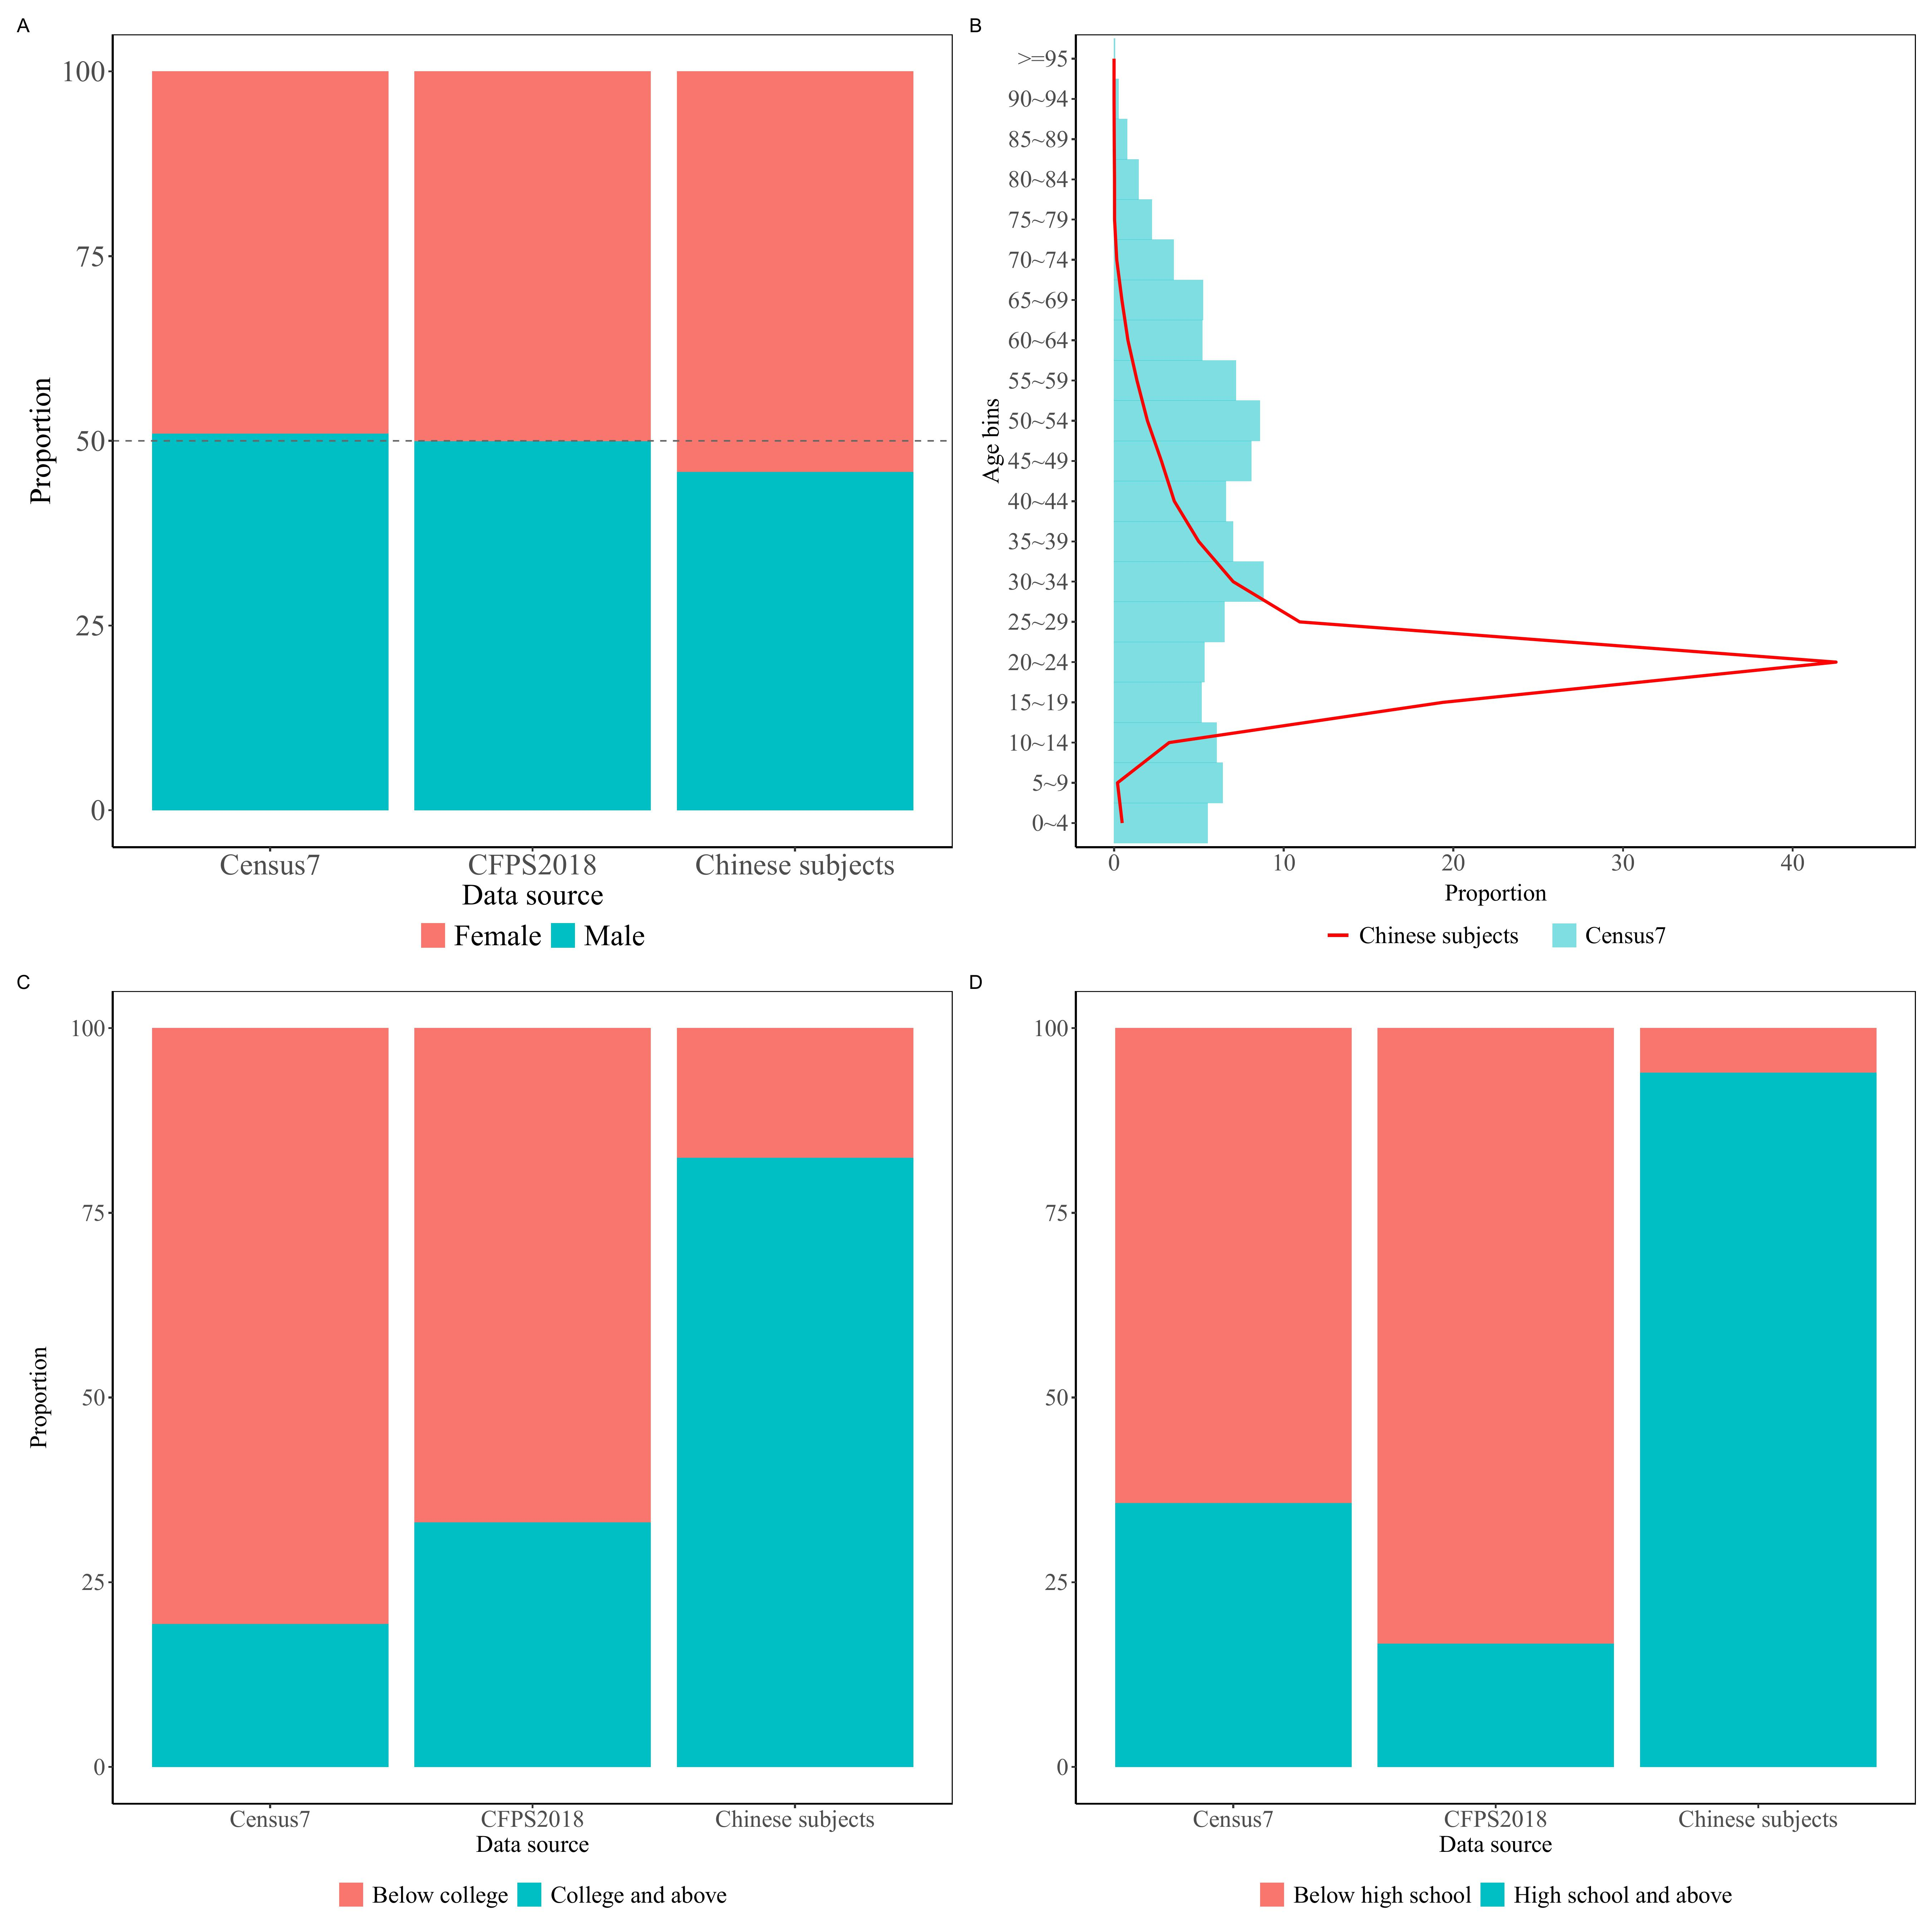 A
Proportion
100
75
50
25
0
Census7 CFPS2018 Chinese subjects
Data source
Female Male
B
Age bins
>=95
90~94
85~89
80~84
75~79
70~74
65~69
60~64
55~59
50~54
45~49
40~44
35~39
30~34
25~29
20~24
15~19
10~14
5~9
0~4
0 10 20 30 40
Proportion
Chinese subjects Census7
C
Proportion
100
75
50
25
0
Census7 CFPS2018 Chinese subjects
Data source
Below college College and above
D
100
75
50
25
0
Census7 CFPS2018 Chinese subjects
Data source
Below high school High school and above